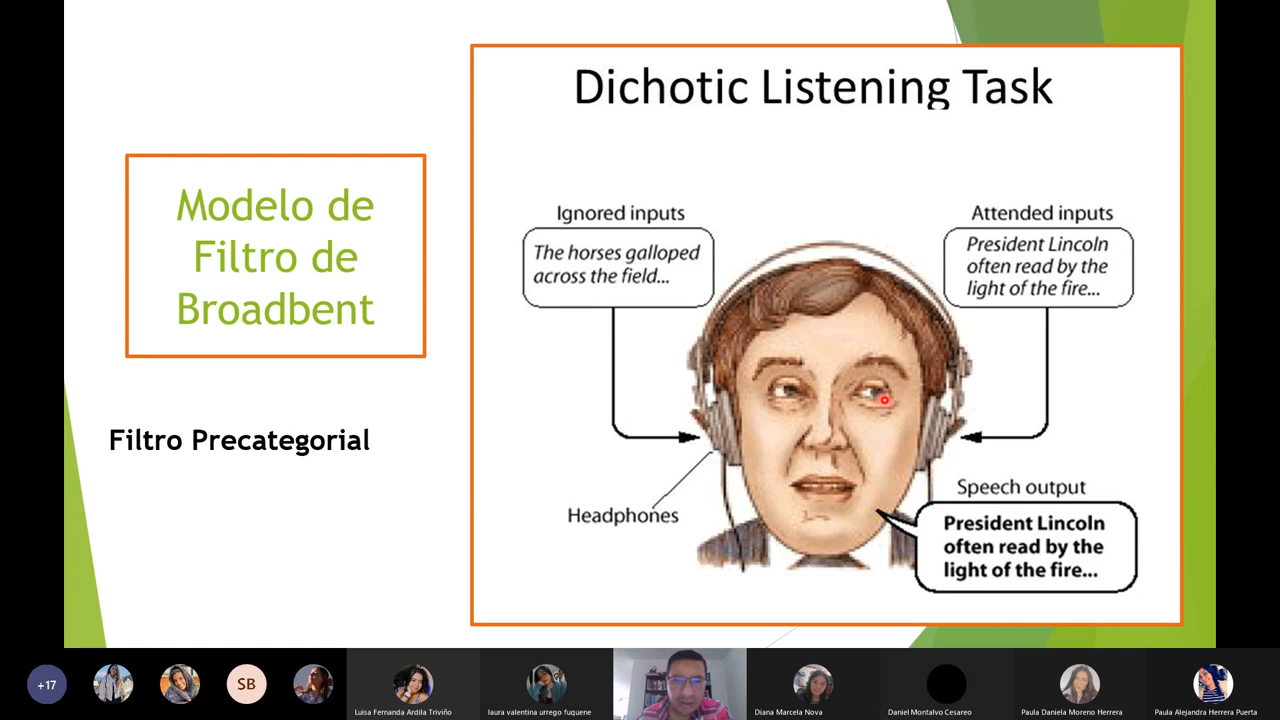 Dichotic Listening Task
Modelo de
Filtro de
Broadbent
Filtro Precategorial
Ignored inputs
The horses galloped
across the field...
Attended inputs
President Lincoln
often read by the
light of the fire...
Headphones
Speech output
President Lincoln
often read by the
light of the fire...
+17
SB
Luisa Fernanda Ardila Triviño
laura valentina urrego fuquene
Diana Marcela Nova
Daniel Montalvo Cesareo
Paula Daniela Moreno Herrera
Paula Alejandra Herrera Puerta